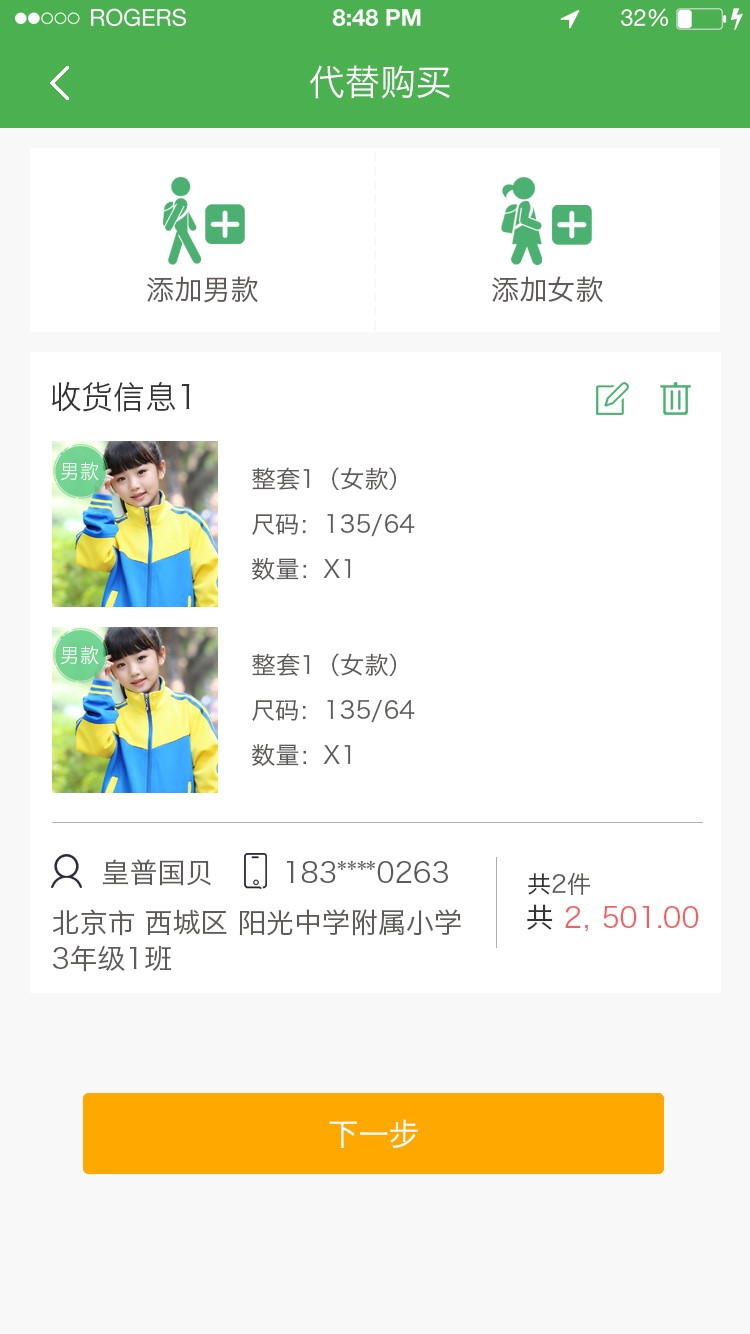 ROGERS 8:48 PM 32%
代替购买
添加男款 添加女款
收货信息1
男款
整套1（女款）
尺码：135/64
数量：X1
男款
整套1（女款）
尺码：135/64
数量：X1
皇普国贝 183****0263
北京市 西城区 阳光中学附属小学
3年级1班
共2件
共 2, 501.00
下一步